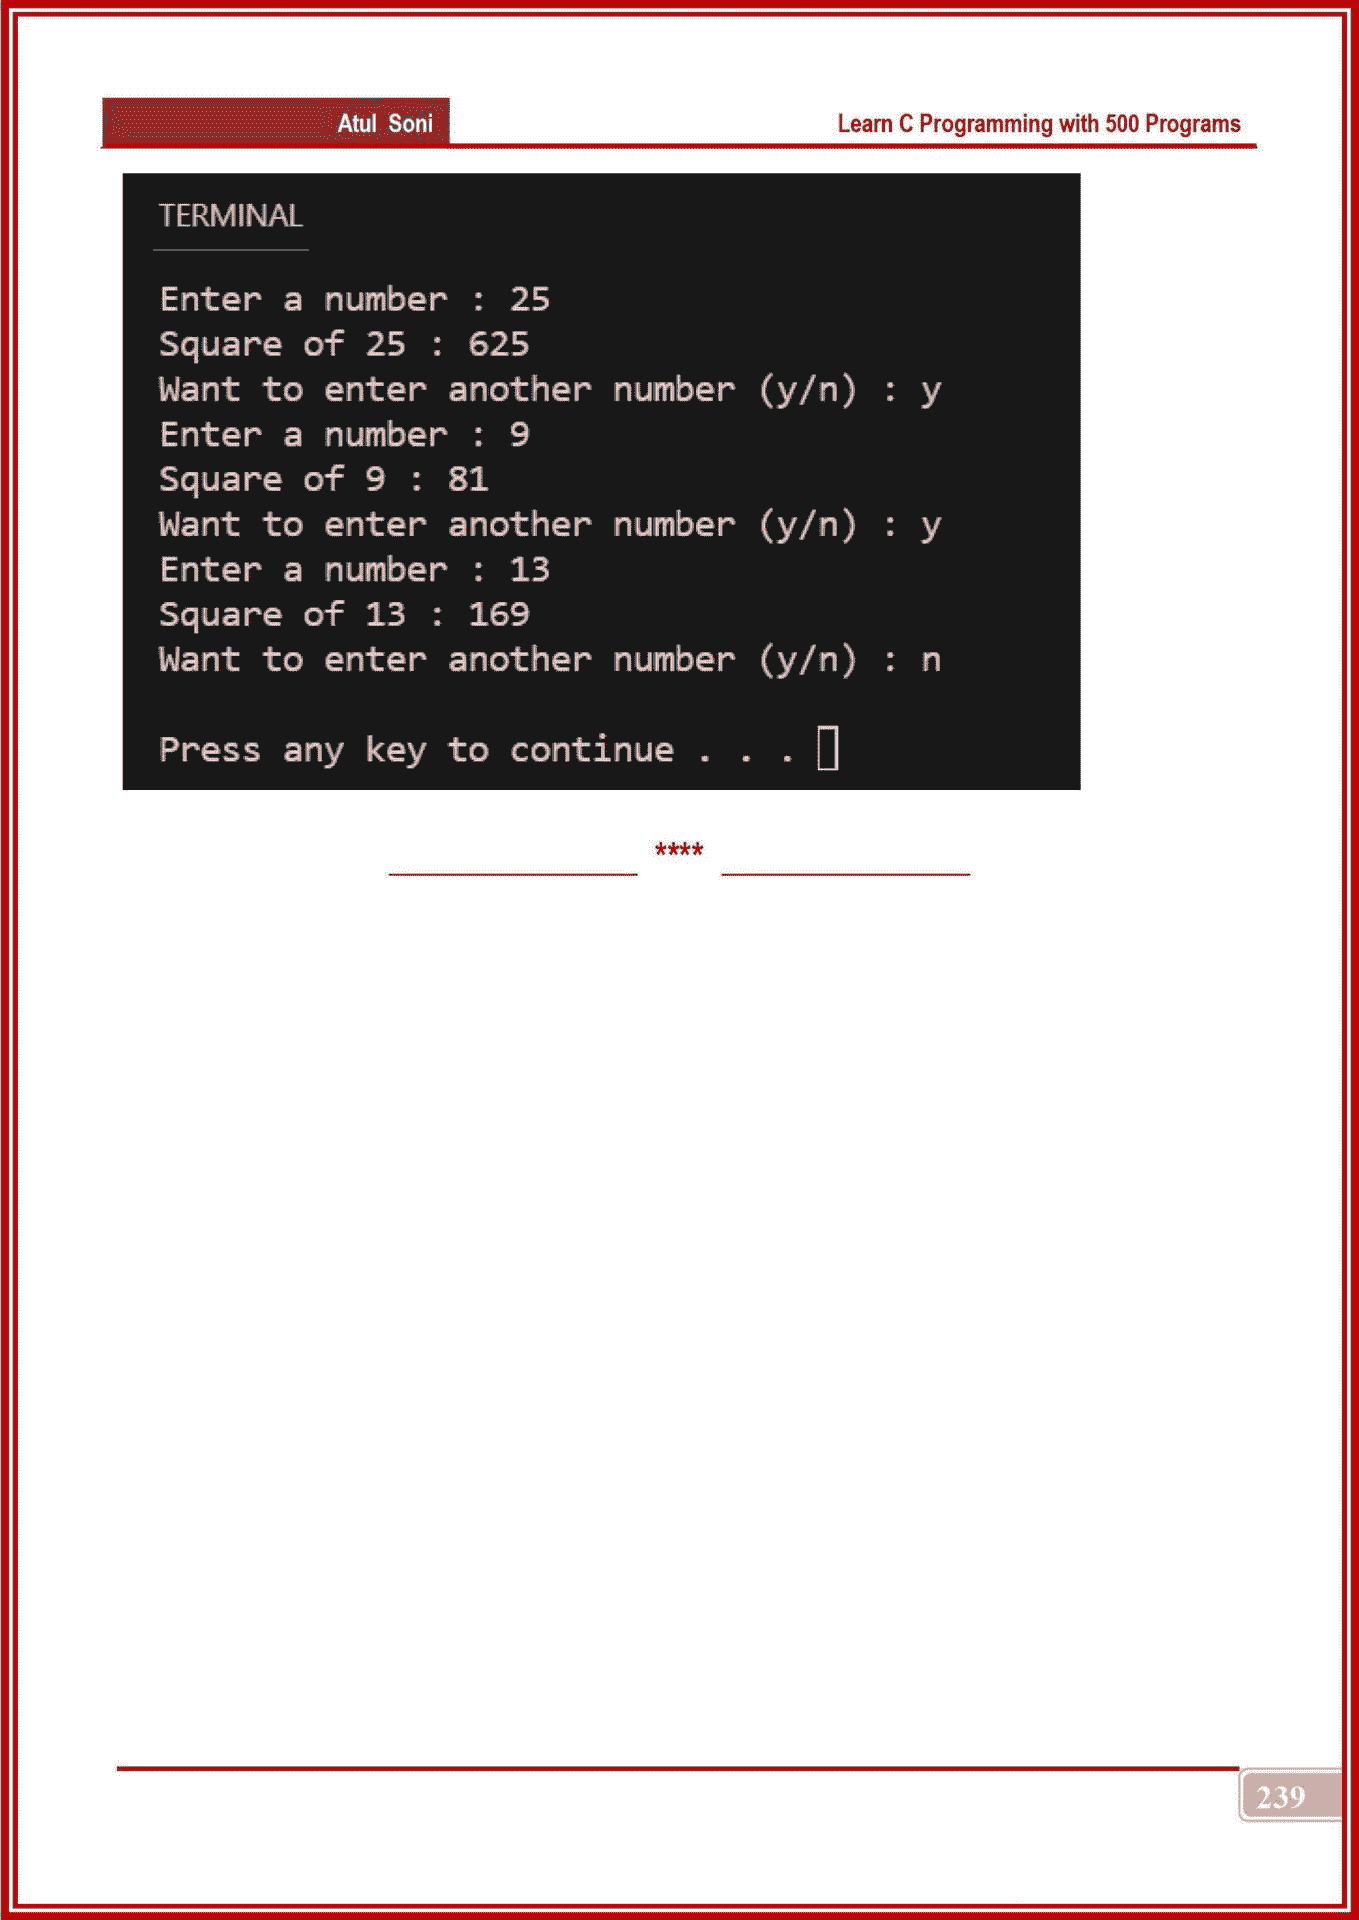 Atul Soni
Learn C Programming with 500 Programs
TERMINAL
Enter a number : 25
Square of 25 : 625
Want to enter another number (y/n) : y
Enter a number : 9
Square of 9 : 81
Want to enter another number (y/n) : y
Enter a number : 13
Square of 13 : 169
Want to enter another number (y/n) : n
Press any key to continue . . .
****
239